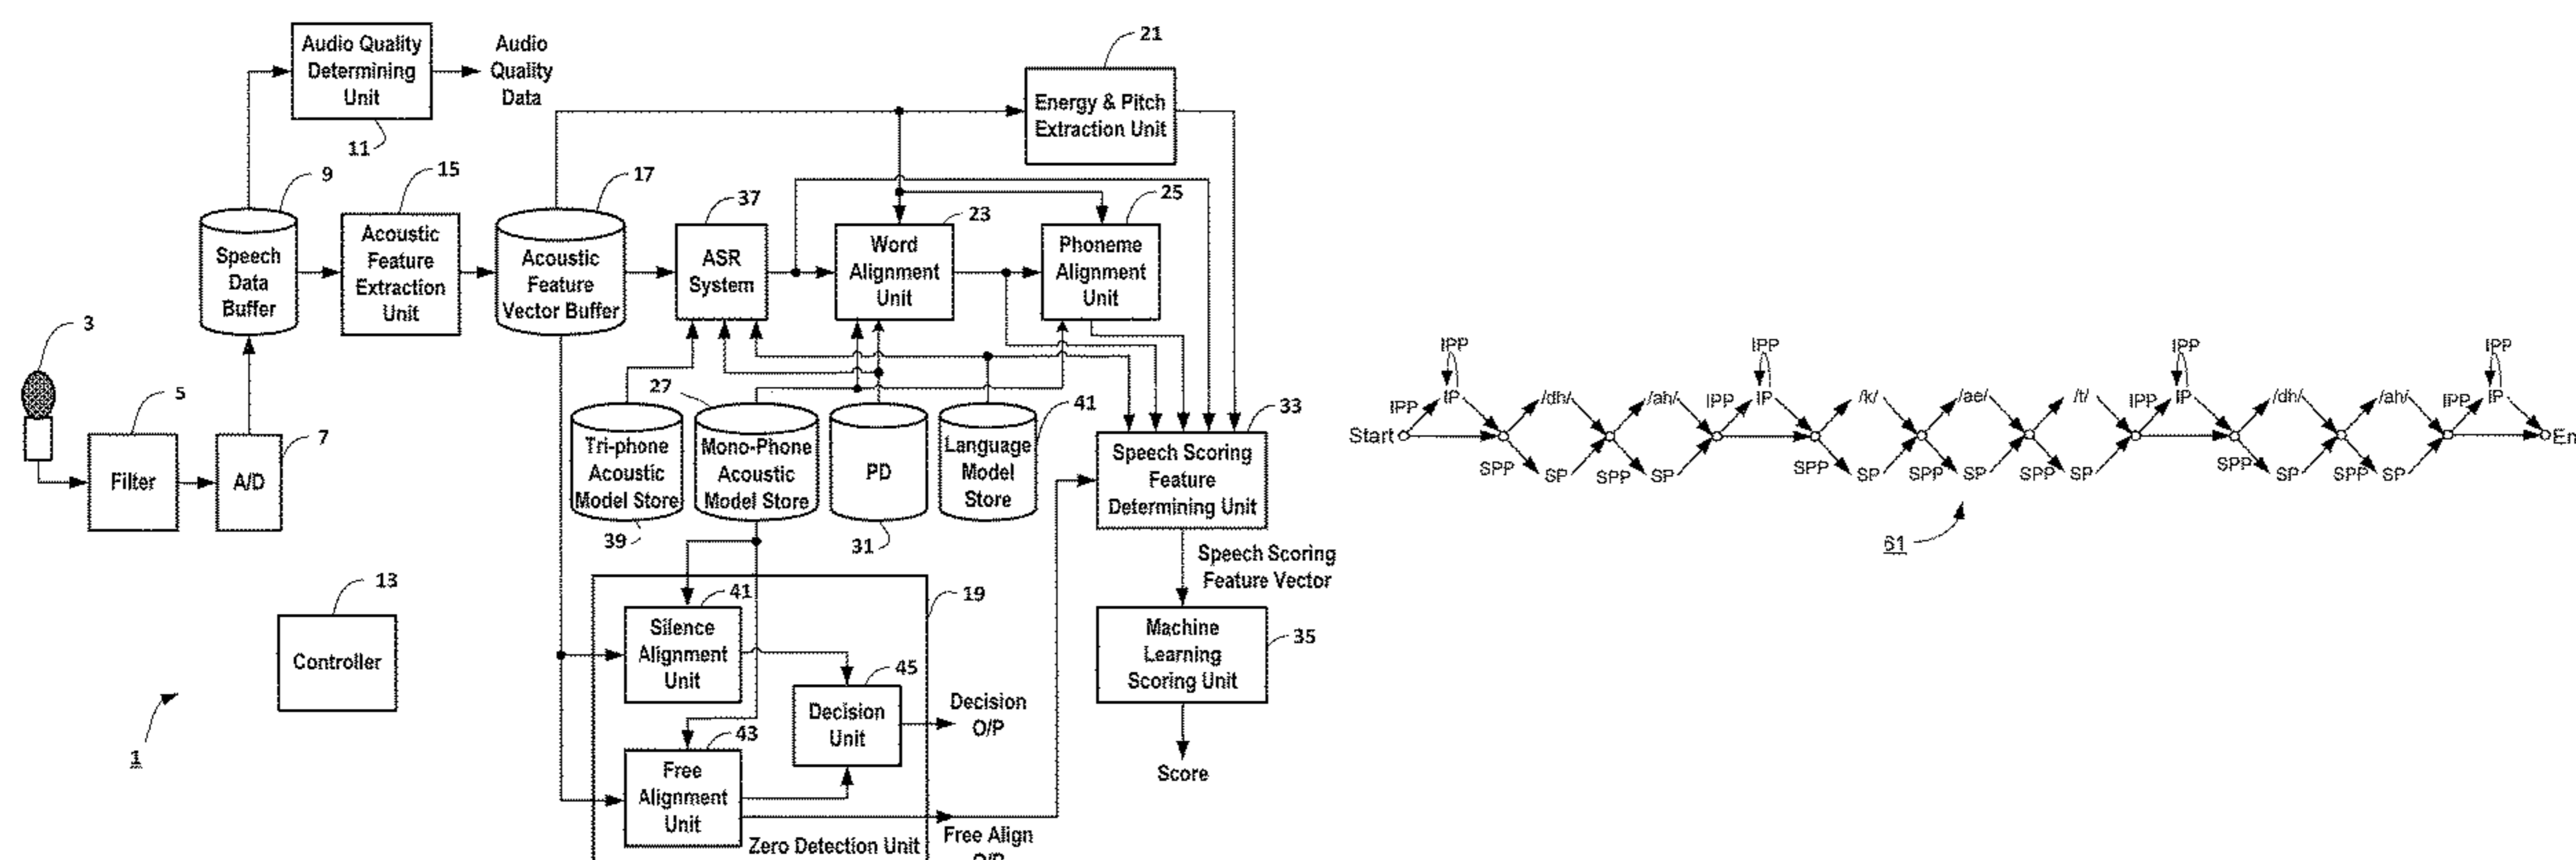 Audio Quality
Determining
Unit
11
Audio
Quality
Data
21
Energy & Pitch
Extraction Unit
9
Speech
Data
Buffer
15
Acoustic
Feature
Extraction
Unit
17
Acoustic
Feature
Vector Buffer
37
ASR
System
23
Word
Alignment
Unit
25
Phoneme
Alignment
Unit
3
5
Filter
7
A/D
27
Tri-phone
Acoustic
Model Store
39
Mono-Phone
Acoustic
Model Store
PD
31
Language
Model
Store
41
33
Speech Scoring
Feature
Determining Unit
Speech Scoring
Feature Vector
13
Controller
1
41
Silence
Alignment
Unit
19
45
Decision
Unit
Decision
O/P
43
Free
Alignment
Unit
Zero Detection Unit
Free Align
O/P
Machine
Learning
Scoring Unit
35
Score
IPP IPP IPP IPP
IPP IP /dh/ /ah/ IPP IP /k/ /ae/ /t/ IPP IP /dh/ /ah/ IPP IP
Start En
SPP SP SPP SP SPP SP SPP SP SPP SP SPP SP SPP SP
61